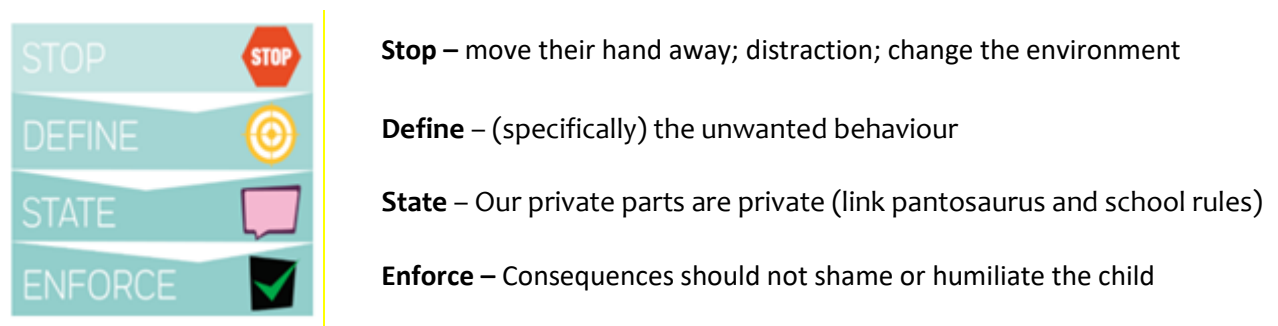 STOP
STOP
Stop – move their hand away; distraction; change the environment
DEFINE
Define – (specifically) the unwanted behaviour
STATE
State – Our private parts are private (link pantosaurus and school rules)
ENFORCE
Enforce – Consequences should not shame or humiliate the child